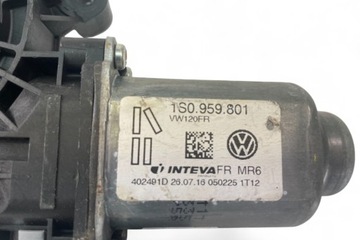 1S0.959.801
VW120FR
INTEVA FR MR6
402491D 26.07.16 050225 1T12